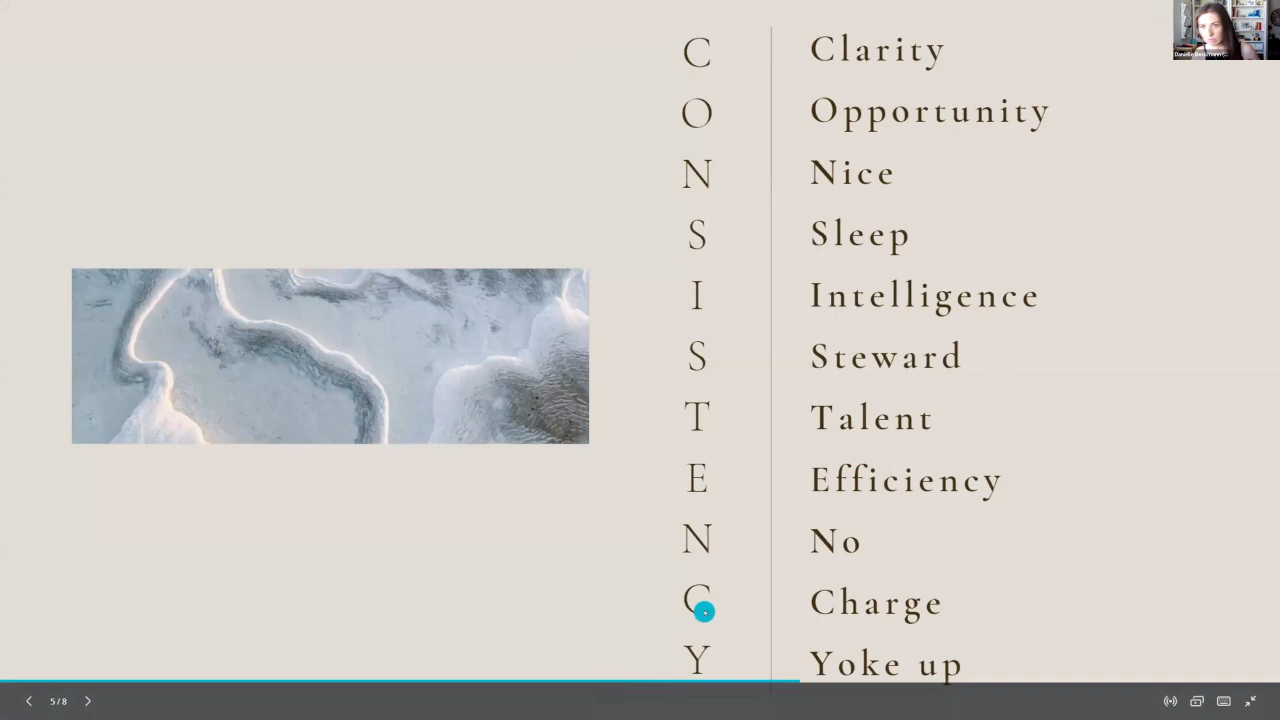 C Clarity
O Opportunity
N Nice
S Sleep
I Intelligence
S Steward
T Talent
E Efficiency
N No
C Charge
Y Yoke up
5/8